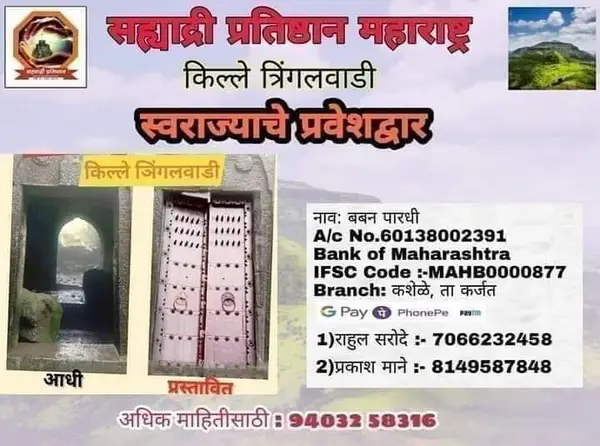 सह्याद्री प्रतिष्ठान महाराष्ट्र
किल्ले त्रिंगलवाडी
स्वराज्याचे प्रवेशद्वार
किल्ले त्रिंगलवाडी
आधी
प्रस्तावित
नाव: बबन पारधी
A/c No.60138002391
Bank of Maharashtra
IFSC Code :-MAHB0000877
Branch: कशेळे, ता कर्जत
G Pay PhonePe Paytm
1)राहुल सरोदे :- 7066232458
2)प्रकाश माने :- 8149587848
अधिक माहितीसाठी : 94032 58316